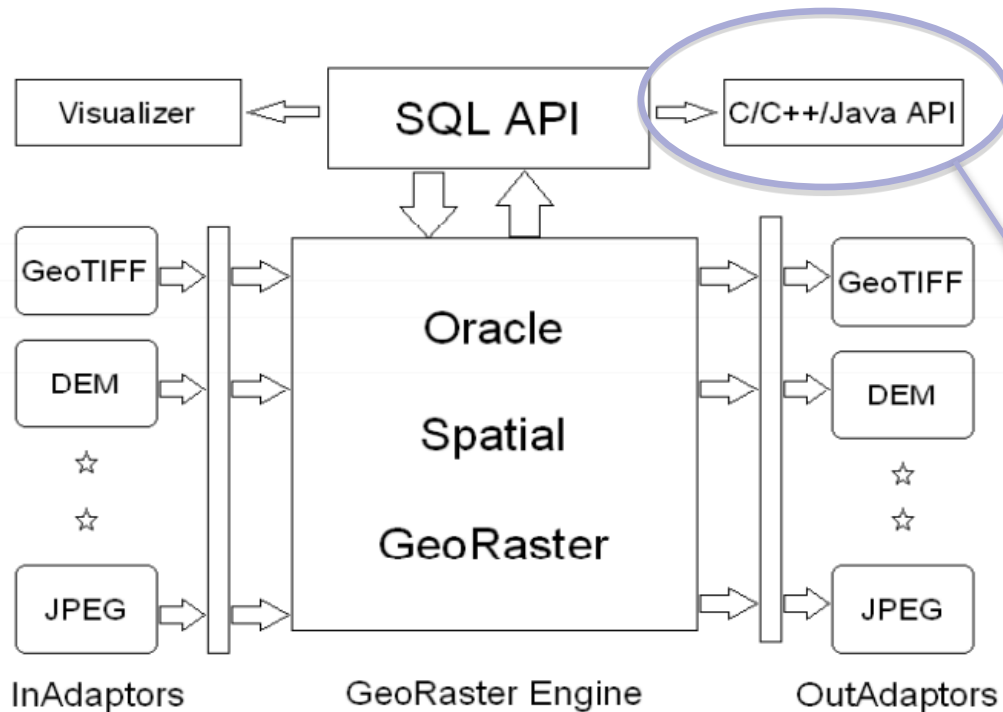 Visualizer
SQL API
C/C++/Java API
GeoTIFF
DEM
JPEG
Oracle
Spatial
GeoRaster
GeoTIFF
DEM
JPEG
InAdaptors
GeoRaster Engine
OutAdaptors